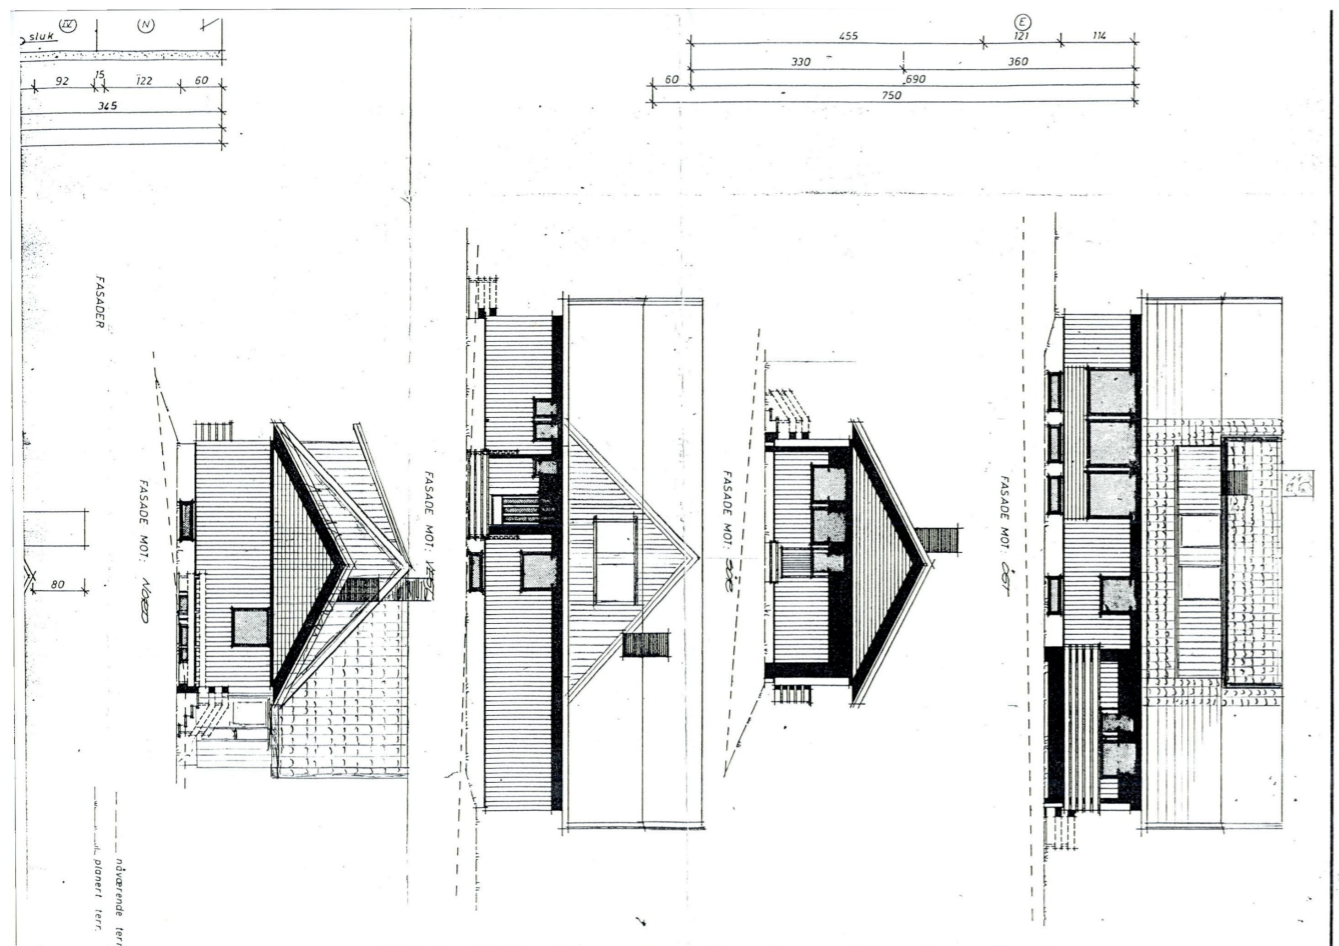 IV
N
sluk
92
15
122
60
345
E
455
121
114
330
360
60
690
750
80
FASADER
FASADE MOT: NORD
FASADE MOT: VEST
FASADE MOT: SØR
FASADE MOT: ØST
nåværende terr
planert terr.